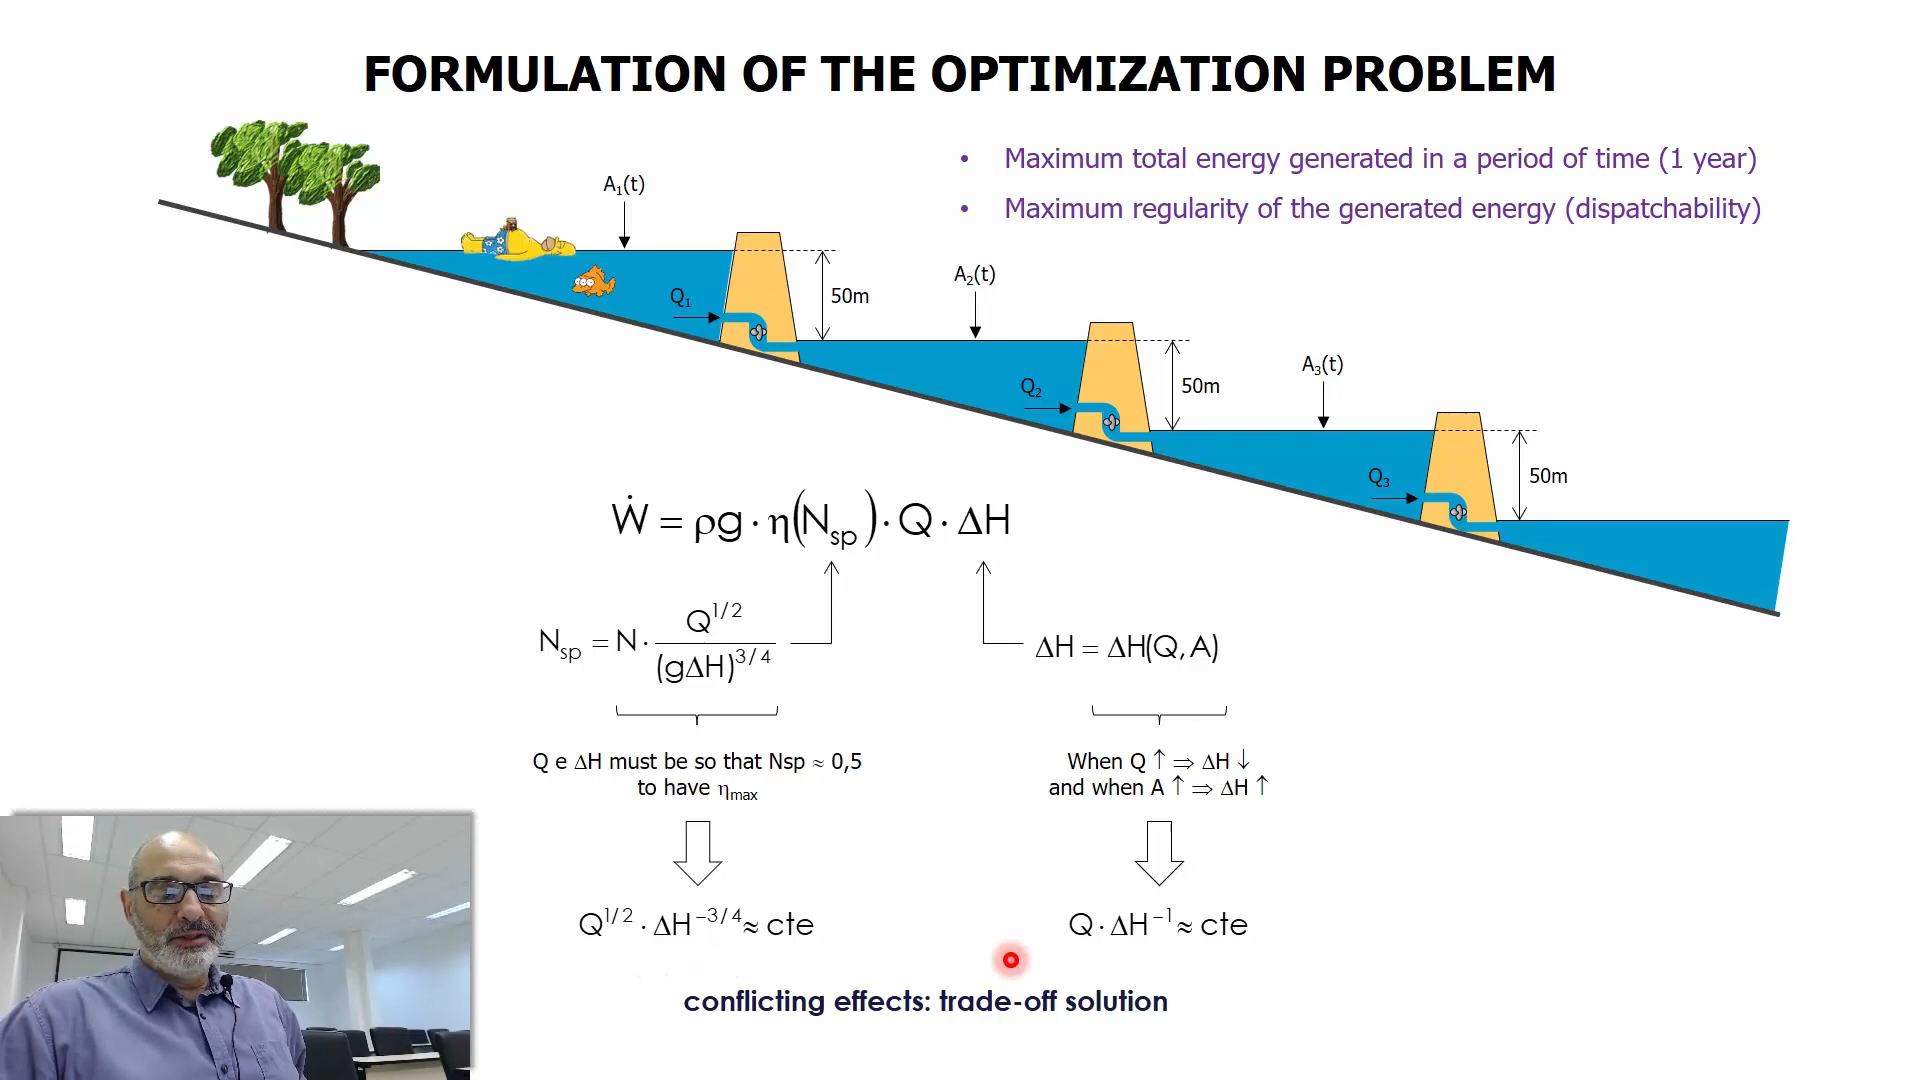 FORMULATION OF THE OPTIMIZATION PROBLEM
• Maximum total energy generated in a period of time (1 year)
• Maximum regularity of the generated energy (dispatchability)
A₁(t)
Q₁
50m
A₂(t)
Q₂
50m
A₃(t)
Q₃
50m
Ẇ = ρg · η(Nsp) · Q · ΔH
Nsp = N · Q^1/2 / (gΔH)^3/4
ΔH = ΔH(Q, A)
Q e ΔH must be so that Nsp ≈ 0,5
to have ηmax
When Q ↑ ⇒ ΔH ↓
and when A ↑ ⇒ ΔH ↑
Q^1/2 · ΔH^−3/4 ≈ cte
Q · ΔH^−1 ≈ cte
conflicting effects: trade-off solution